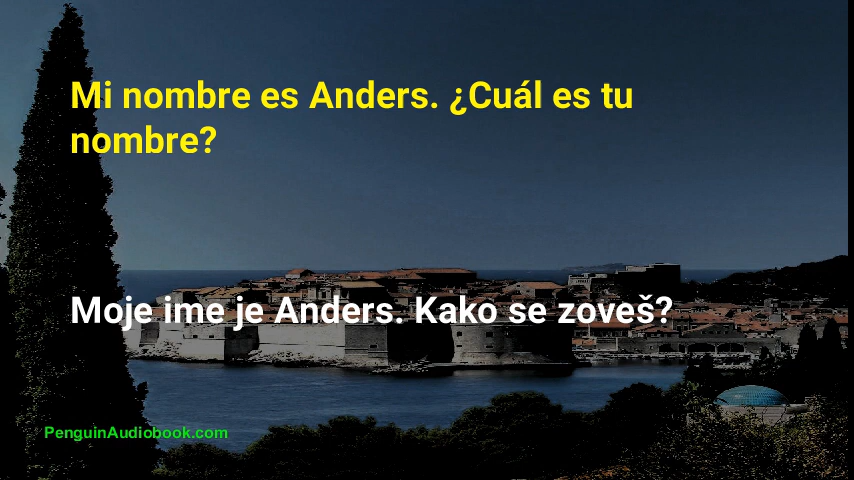 Mi nombre es Anders. ¿Cuál es tu
nombre?
Moje ime je Anders. Kako se zoveš?
PenguinAudiobook.com